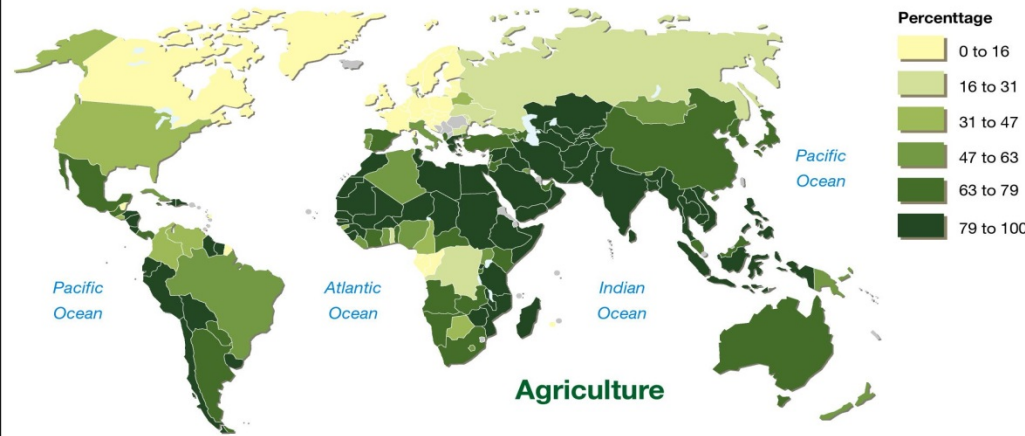 Percenttage
0 to 16
16 to 31
31 to 47
47 to 63
63 to 79
79 to 100
Pacific
Ocean
Pacific
Ocean
Atlantic
Ocean
Indian
Ocean
Agriculture